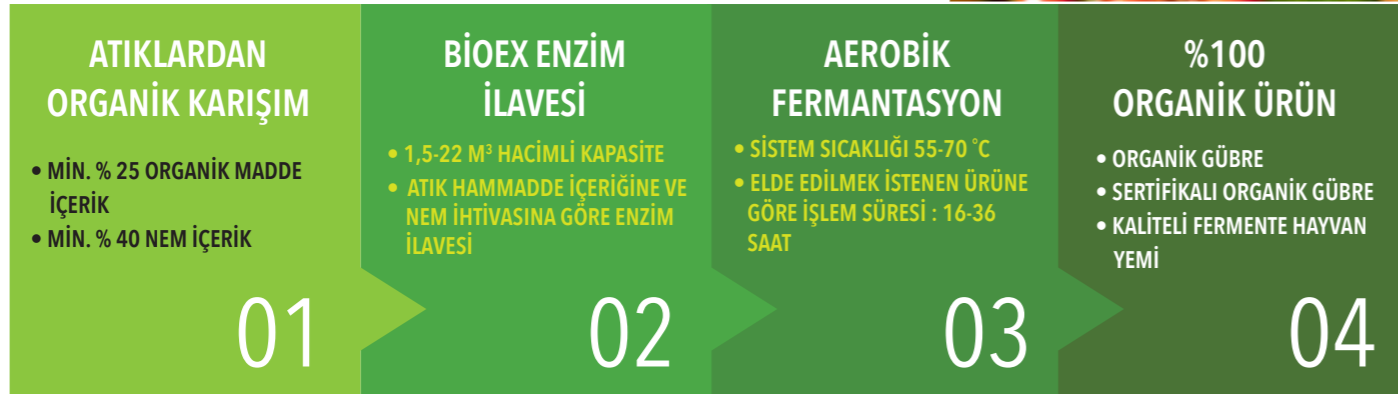 ATIKLARDAN
ORGANİK KARIŞIM
• MİN. % 25 ORGANİK MADDE
İÇERİK
• MİN. % 40 NEM İÇERİK
01
BİOEX ENZİM
İLAVESİ
• 1,5-22 M³ HACİMLİ KAPASİTE
• ATIK HAMMADDE İÇERİĞİNE VE
NEM İHTİVASINA GÖRE ENZİM
İLAVESİ
02
AEROBİK
FERMANTASYON
• SİSTEM SICAKLIĞI 55-70 °C
• ELDE EDİLMEK İSTENEN ÜRÜNE
GÖRE İŞLEM SÜRESİ : 16-36
SAAT
03
%100
ORGANİK ÜRÜN
• ORGANİK GÜBRE
• SERTİFİKALI ORGANİK GÜBRE
• KALİTELİ FERMENTE HAYVAN
YEMİ
04